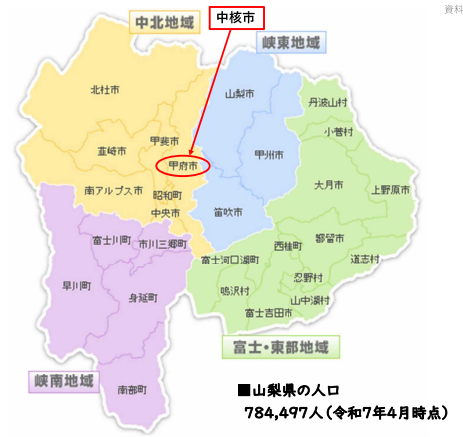 資料
中核市
中北地域
峡東地域
北杜市
山梨市
丹波山村
小菅村
甲斐市
韮崎市
甲州市
甲府市
大月市
上野原市
南アルプス市
昭和町
中央市
笛吹市
富士川町
市川三郷町
西桂町
都留市
道志村
富士河口湖町
早川町
身延町
鳴沢村
忍野村
山中湖村
富士吉田市
富士・東部地域
峡南地域
南部町
■山梨県の人口
784,497人(令和7年4月時点)